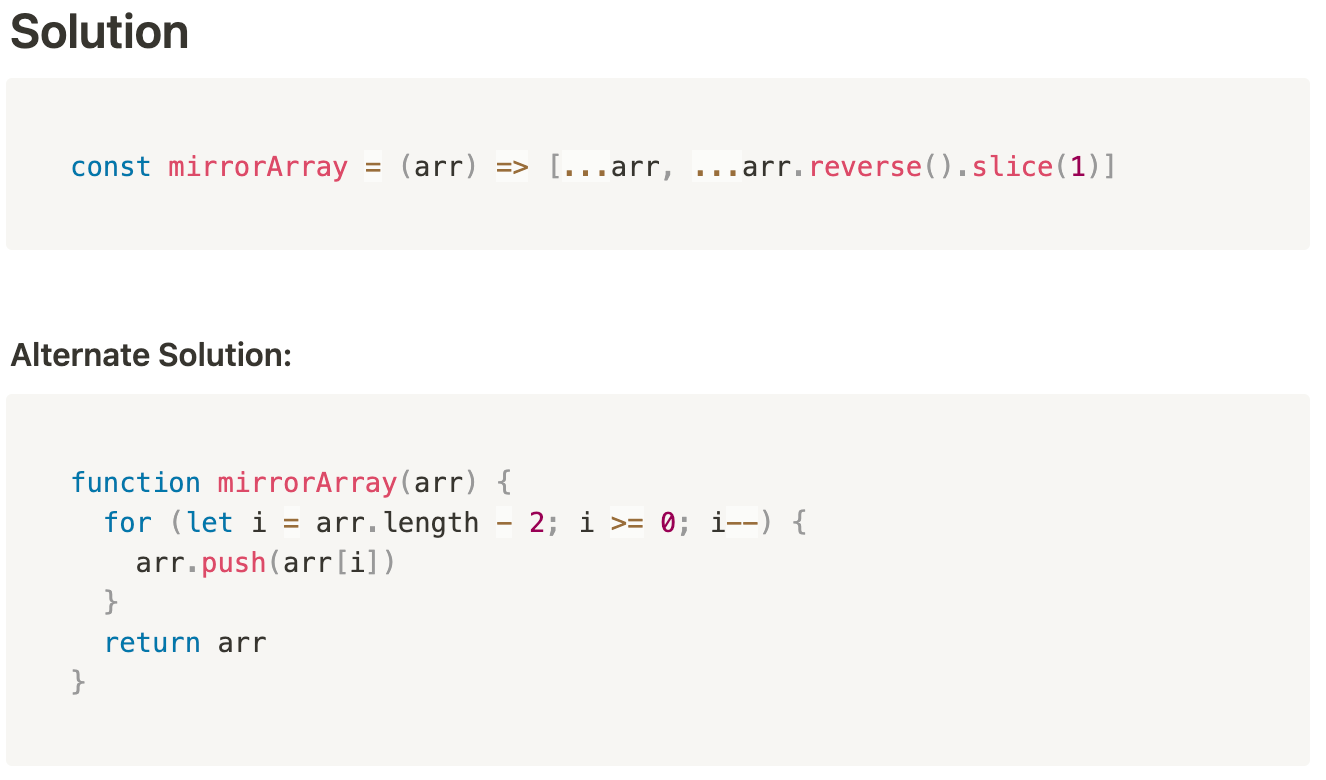 Solution
const mirrorArray = (arr) => [...arr, ...arr.reverse().slice(1)]
Alternate Solution:
function mirrorArray(arr) {
  for (let i = arr.length - 2; i >= 0; i--) {
    arr.push(arr[i])
  }
  return arr
}